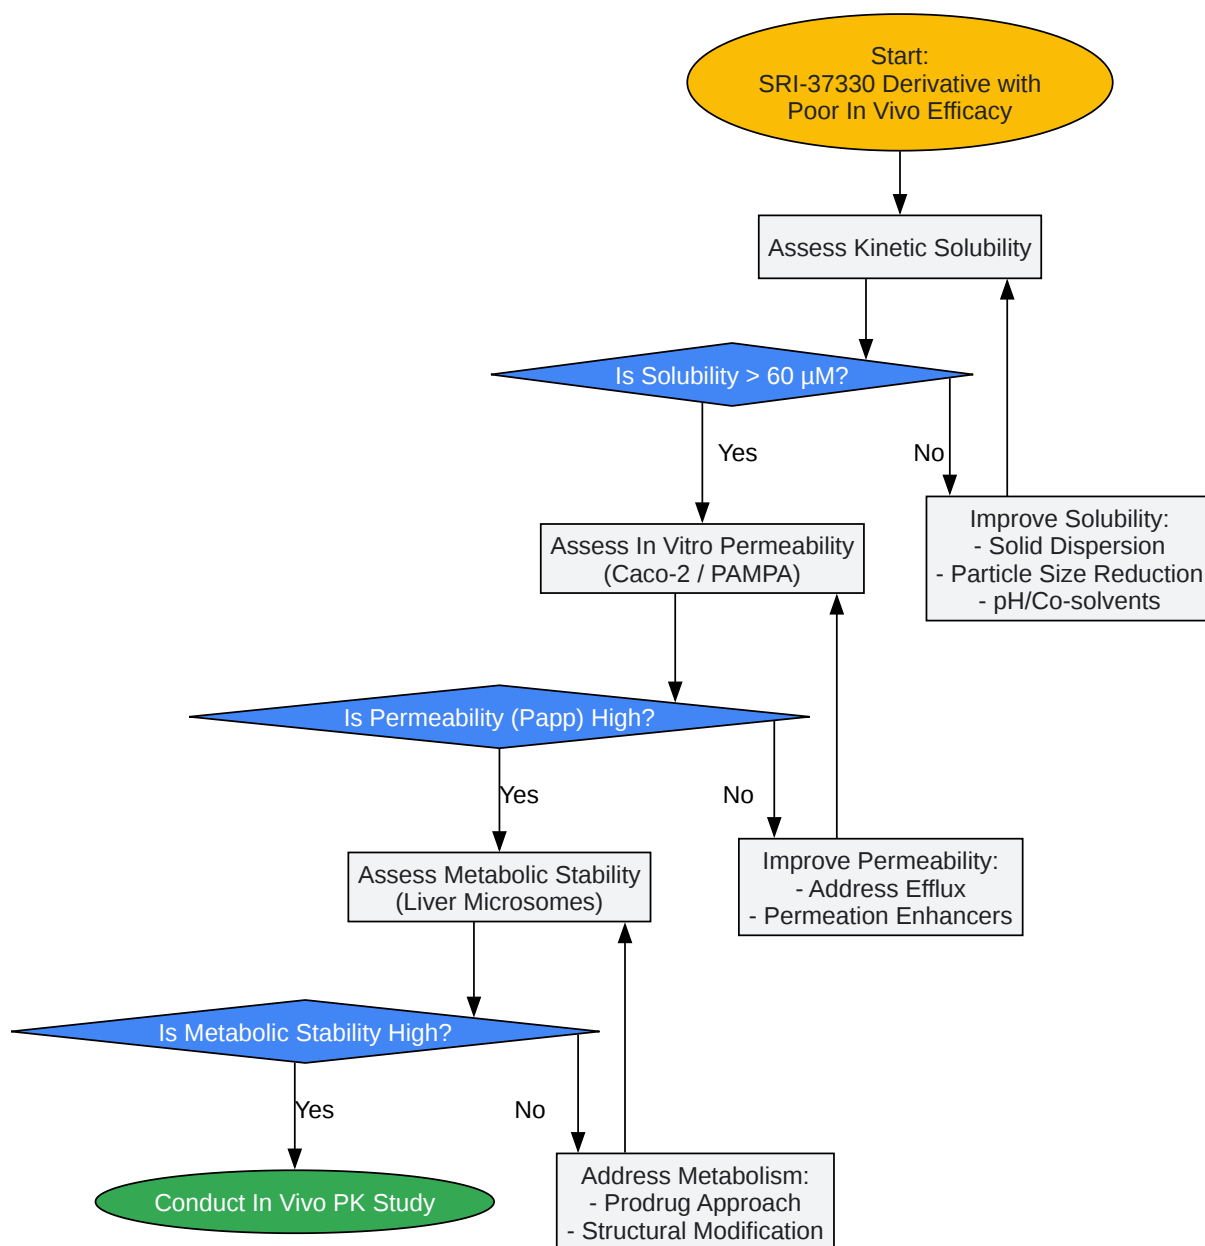 Start:
SRI-37330 Derivative with
Poor In Vivo Efficacy
Assess Kinetic Solubility
Is Solubility > 60 µM?
Yes
No
Improve Solubility:
- Solid Dispersion
- Particle Size Reduction
- pH/Co-solvents
Assess In Vitro Permeability
(Caco-2 / PAMPA)
Is Permeability (Papp) High?
Yes
No
Improve Permeability:
- Address Efflux
- Permeation Enhancers
Assess Metabolic Stability
(Liver Microsomes)
Is Metabolic Stability High?
Yes
No
Address Metabolism:
- Prodrug Approach
- Structural Modification
Conduct In Vivo PK Study